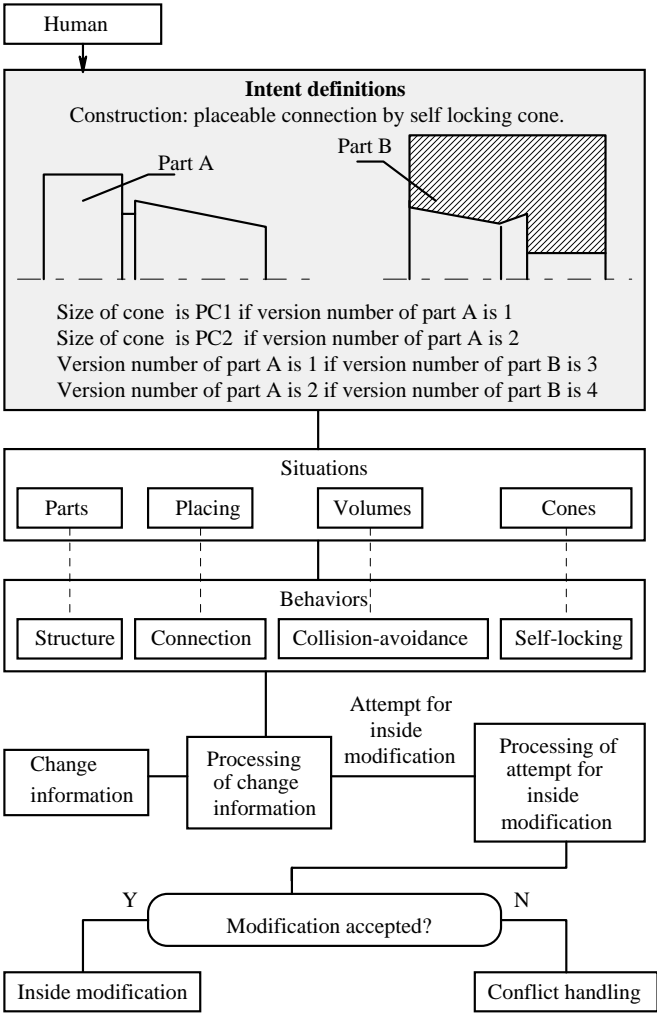 Human
Intent definitions
Construction: placeable connection by self locking cone.
Part A
Part B
Size of cone is PC1 if version number of part A is 1
Size of cone is PC2 if version number of part A is 2
Version number of part A is 1 if version number of part B is 3
Version number of part A is 2 if version number of part B is 4
Situations
Parts
Placing
Volumes
Cones
Behaviors
Structure
Connection
Collision-avoidance
Self-locking
Change
information
Processing
of change
information
Attempt for
inside
modification
Processing of
attempt for
inside
modification
Y
Modification accepted?
N
Inside modification
Conflict handling